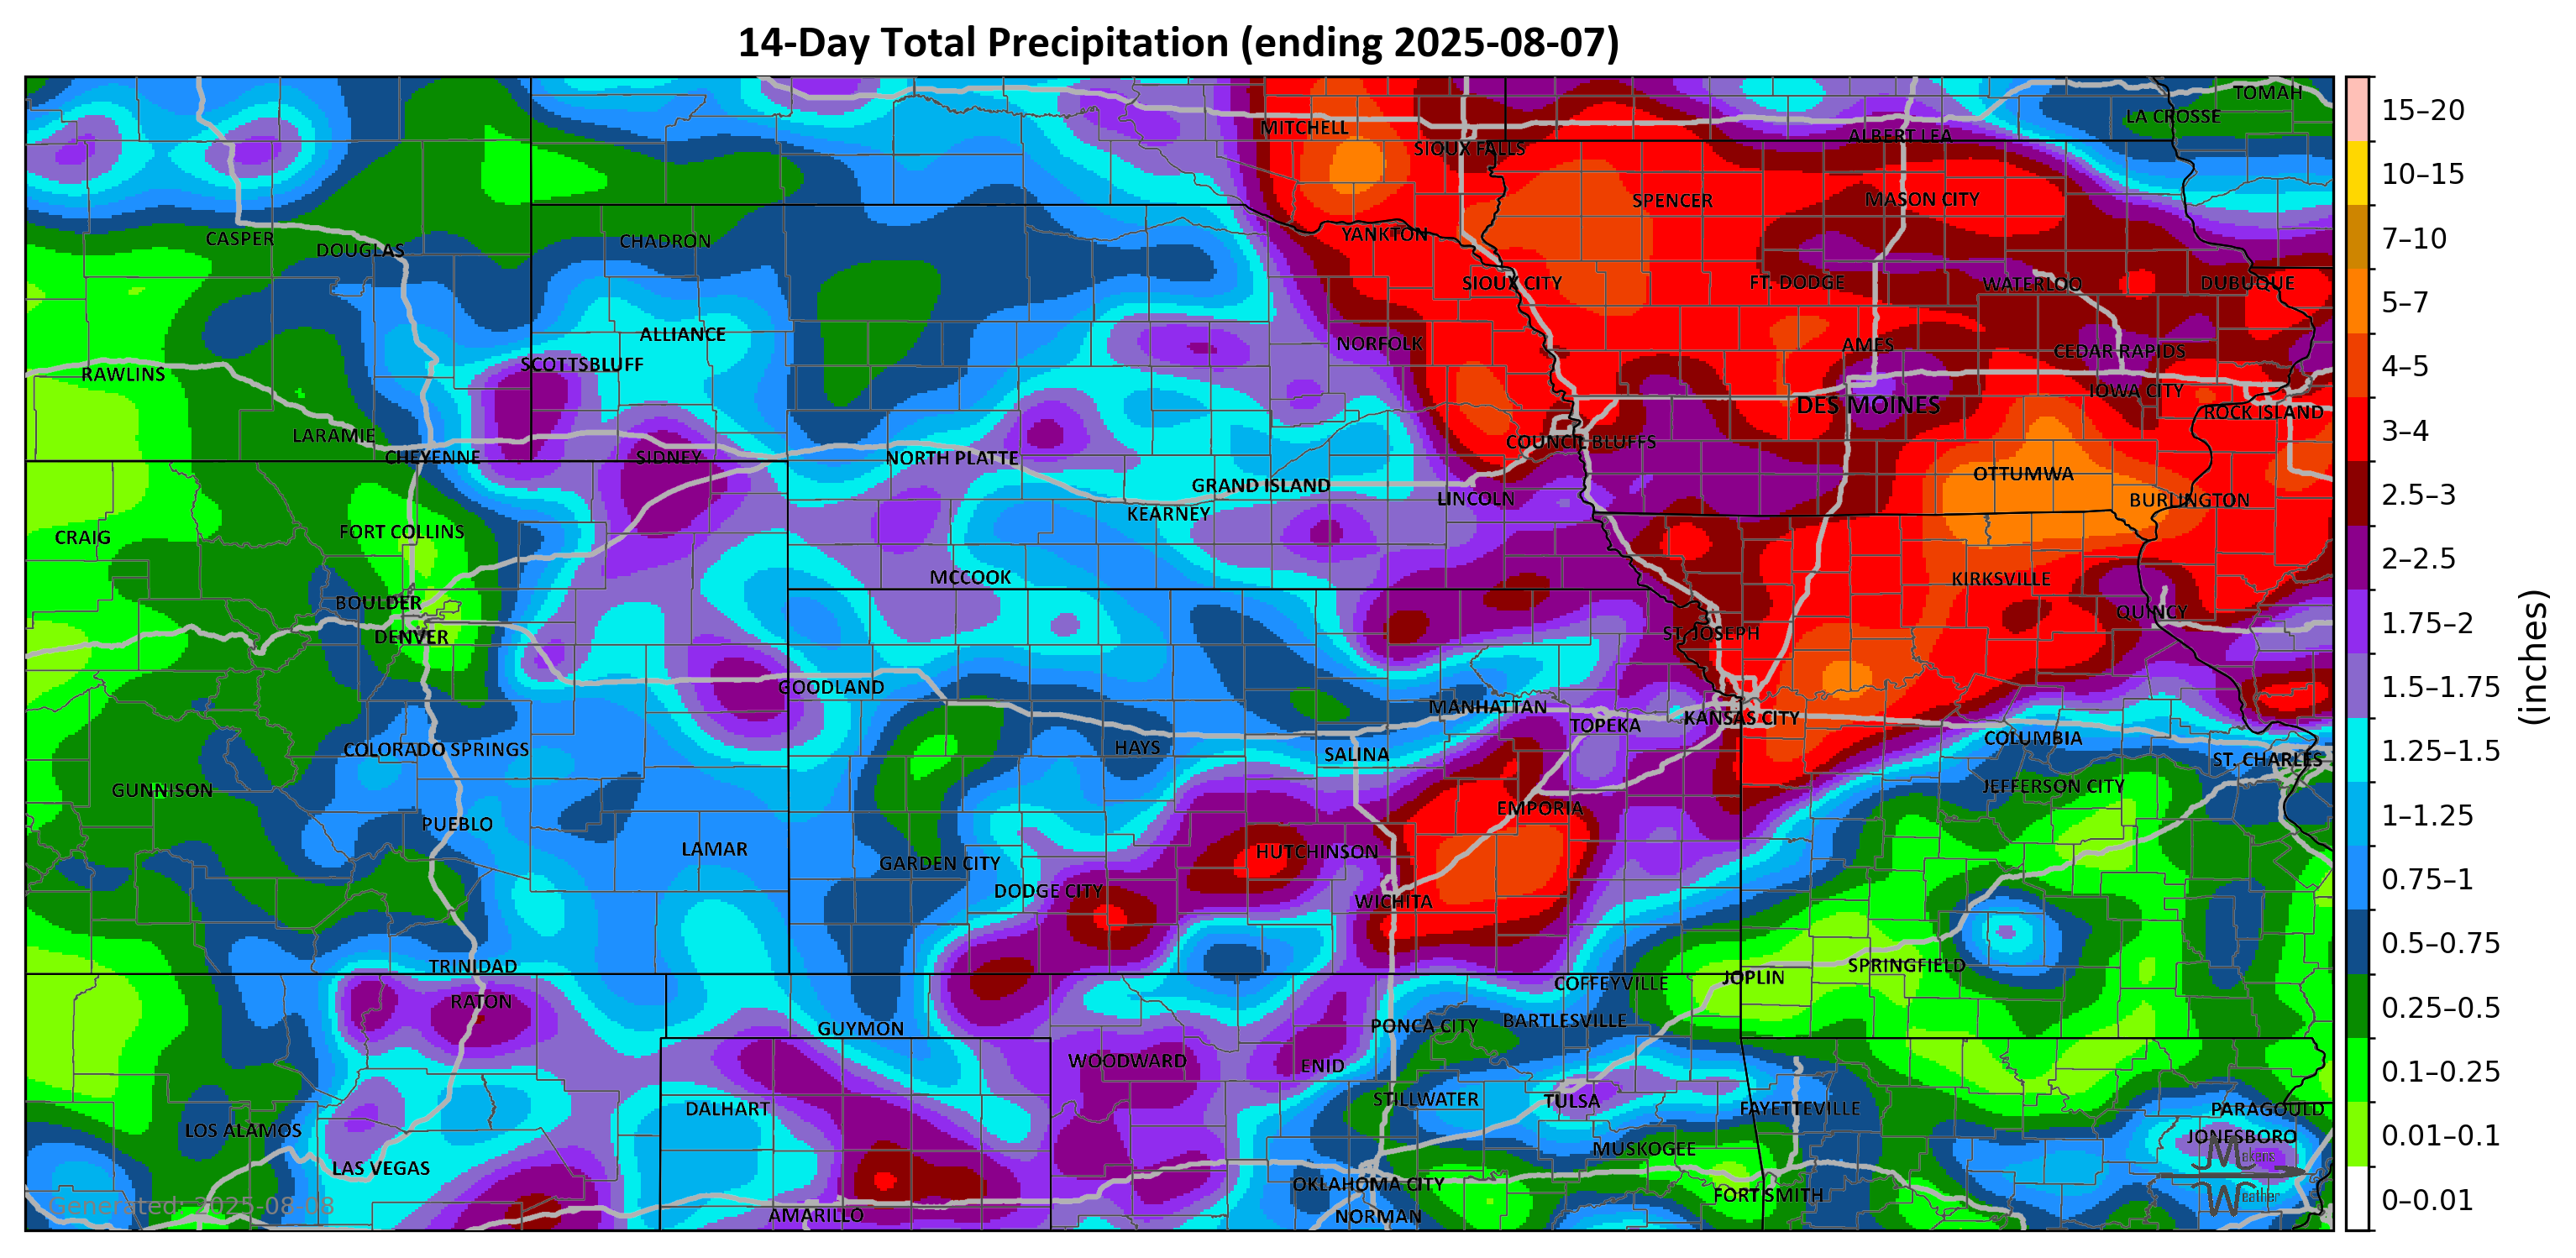 14-Day Total Precipitation (ending 2025-08-07)
TOMAH
LA CROSSE
MITCHELL
ALBERT LEA
SIOUX FALLS
SPENCER
MASON CITY
YANKTON
CASPER
CHADRON
DOUGLAS
SIOUX CITY
FT. DODGE
WATERLOO
DUBUQUE
ALLIANCE
NORFOLK
AMES
CEDAR RAPIDS
SCOTTSBLUFF
RAWLINS
IOWA CITY
DES MOINES
ROCK ISLAND
LARAMIE
COUNCIL BLUFFS
CHEYENNE
SIDNEY
NORTH PLATTE
OTTUMWA
GRAND ISLAND
LINCOLN
BURLINGTON
KEARNEY
FORT COLLINS
CRAIG
MCCOOK
KIRKSVILLE
BOULDER
QUINCY
DENVER
ST. JOSEPH
GOODLAND
MANHATTAN
KANSAS CITY
TOPEKA
COLUMBIA
COLORADO SPRINGS
HAYS
SALINA
ST. CHARLES
GUNNISON
JEFFERSON CITY
EMPORIA
PUEBLO
LAMAR
HUTCHINSON
GARDEN CITY
DODGE CITY
WICHITA
TRINIDAD
SPRINGFIELD
JOPLIN
COFFEYVILLE
RATON
GUYMON
PONCA CITY
BARTLESVILLE
WOODWARD
ENID
STILLWATER
TULSA
DALHART
FAYETTEVILLE
PARAGOULD
LOS ALAMOS
JONESBORO
MUSKOGEE
LAS VEGAS
OKLAHOMA CITY
FORT SMITH
AMARILLO
NORMAN
Generated: 2025-08-08
Makens
Weather
15–20
10–15
7–10
5–7
4–5
3–4
2.5–3
2–2.5
1.75–2
1.5–1.75
1.25–1.5
1–1.25
0.75–1
0.5–0.75
0.25–0.5
0.1–0.25
0.01–0.1
0–0.01
(inches)